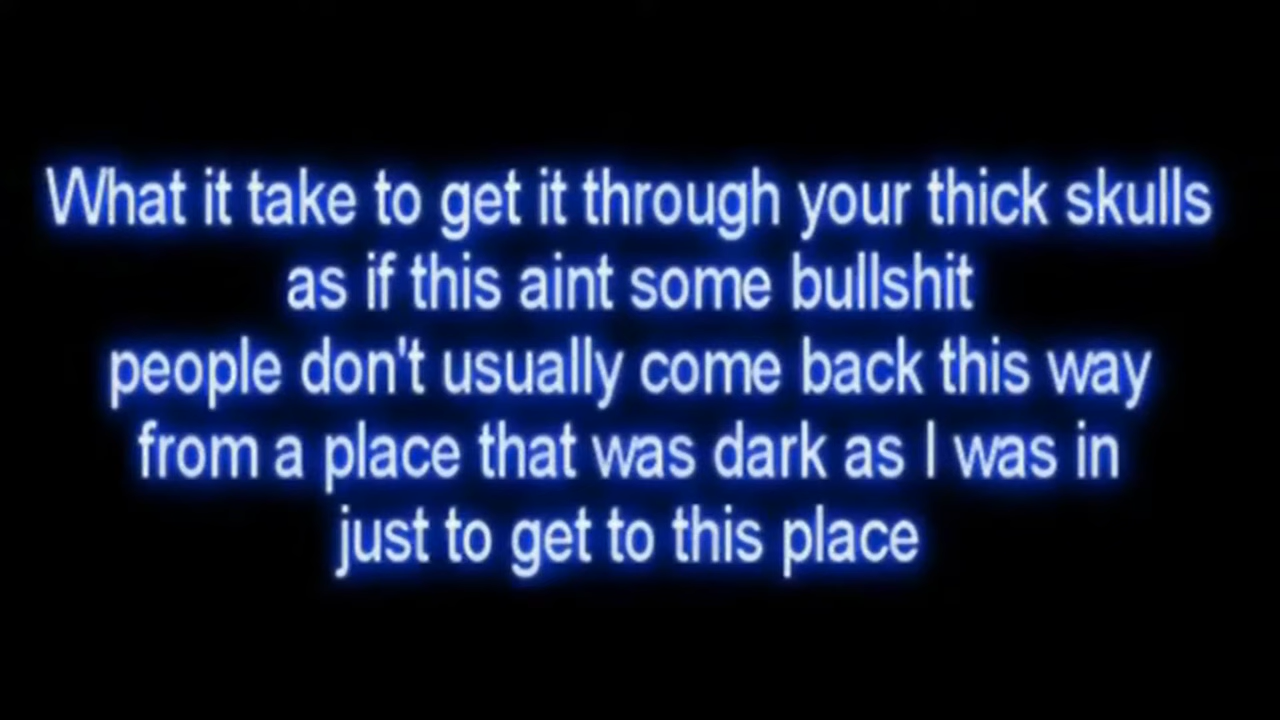 What it take to get it through your thick skulls
as if this aint some bullshit
people don't usually come back this way
from a place that was dark as I was in
just to get to this place